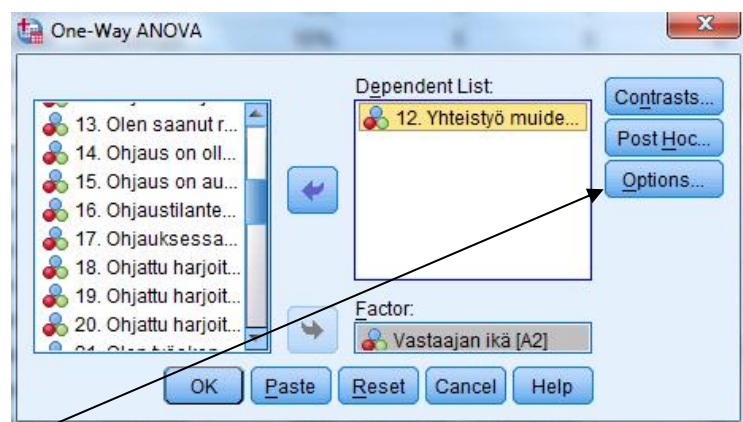 One-Way ANOVA
Dependent List:
12. Yhteistyö muide...
13. Olen saanut r...
14. Ohjaus on oll...
15. Ohjaus on au...
16. Ohjaustilante...
17. Ohjauksessa...
18. Ohjattu harjoit...
19. Ohjattu harjoit...
20. Ohjattu harjoit...
Contrasts...
Post Hoc...
Options...
Factor:
Vastaajan ikä [A2]
OK Paste Reset Cancel Help